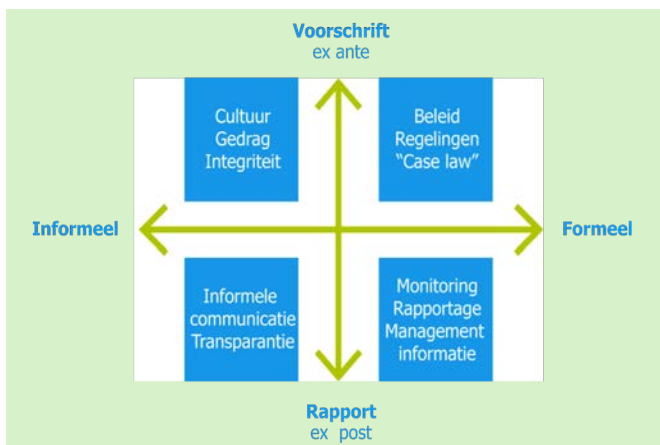 Voorschrift
ex ante
Cultuur
Gedrag
Integriteit
Beleid
Regelingen
“Case law”
Informeel
Formeel
Informele
communicatie
Transparantie
Monitoring
Rapportage
Management
informatie
Rapport
ex post